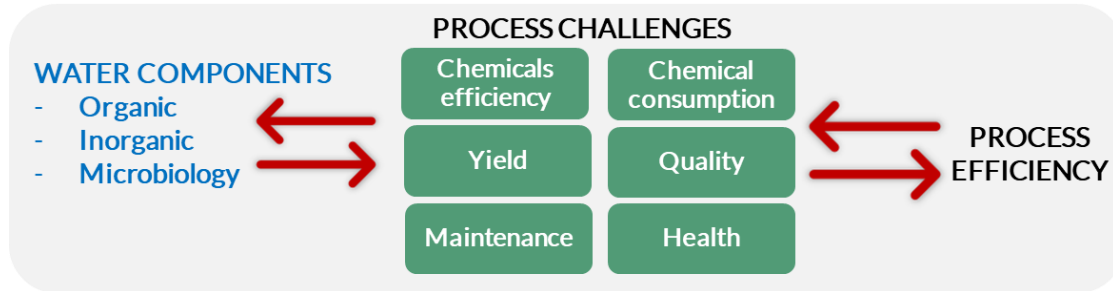 PROCESS CHALLENGES
WATER COMPONENTS
- Organic
- Inorganic
- Microbiology
Chemicals
efficiency
Chemical
consumption
Yield
Quality
Maintenance
Health
PROCESS
EFFICIENCY